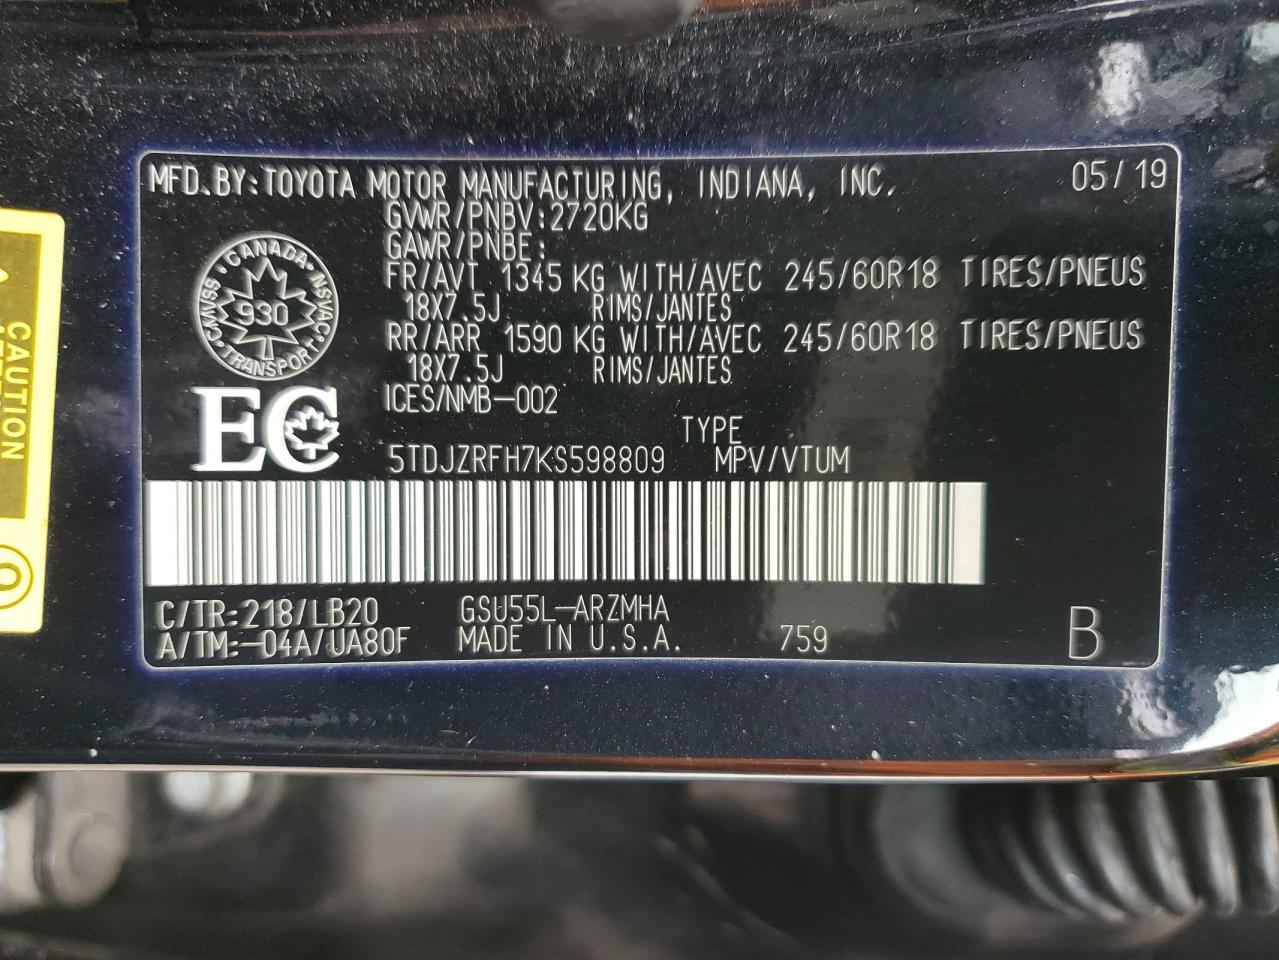 MFD.BY:TOYOTA MOTOR MANUFACTURING, INDIANA, INC. 05/19
GVWR/PNBV:2720KG
GAWR/PNBE:
FR/AVT 1345 KG WITH/AVEC 245/60R18 TIRES/PNEUS
18X7.5J RIMS/JANTES
RR/ARR 1590 KG WITH/AVEC 245/60R18 TIRES/PNEUS
18X7.5J RIMS/JANTES
ICES/NMB-002
CANADA
CMVSS NSVAC
930
TRANSPORT
EC
TYPE
5TDJZRFH7KS598809 MPV/VTUM
C/TR:218/LB20 GSU55L-ARZMHA
A/TM:-04A/UA80F MADE IN U.S.A. 759 B
CAUTION